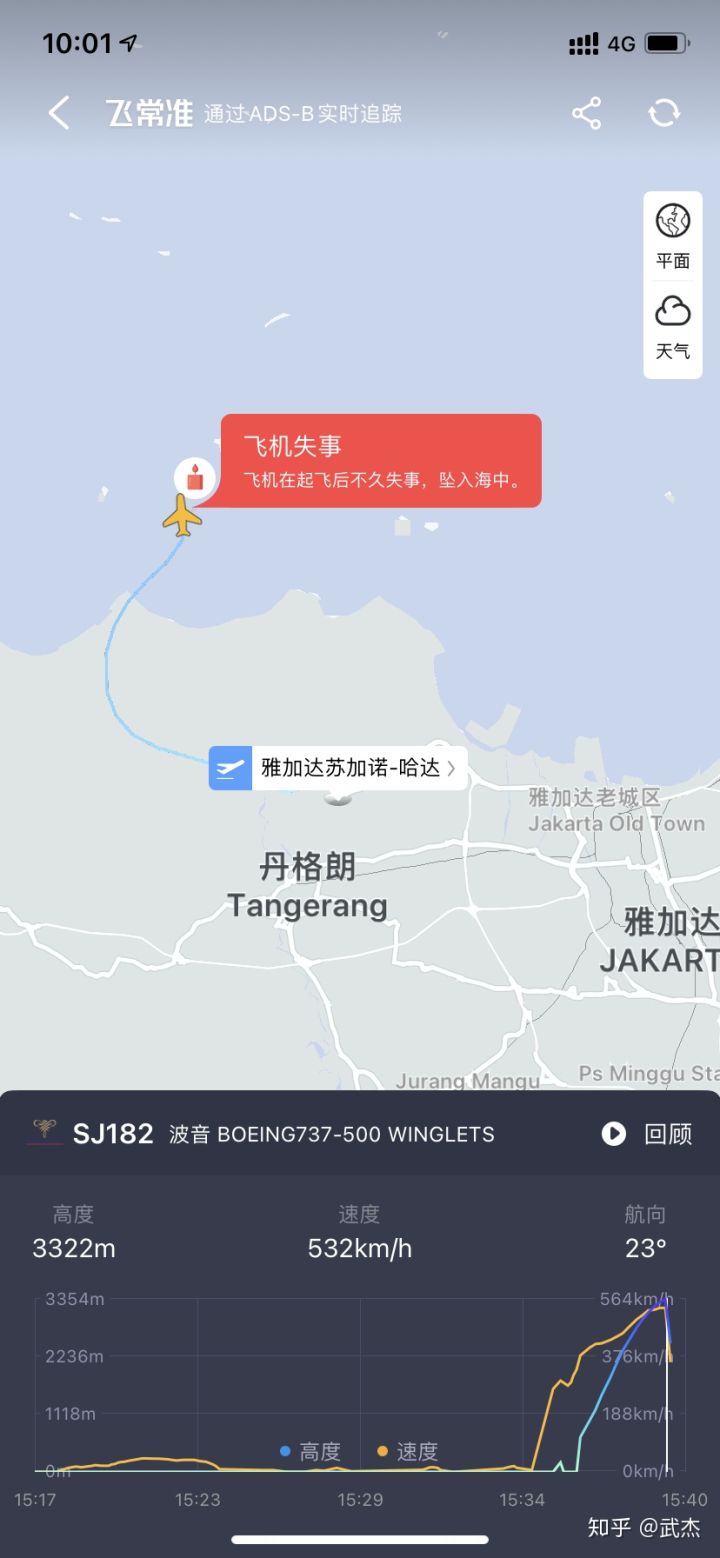 10:01
4G
飞常准 通过ADS-B实时追踪
平面
天气
飞机失事
飞机在起飞后不久失事，坠入海中。
雅加达苏加诺-哈达
雅加达老城区
Jakarta Old Town
丹格朗
Tangerang
雅加达
JAKART
Jurang Mangu
Ps Minggu Sta
SJ182 波音 BOEING737-500 WINGLETS
回顾
高度 速度 航向
3322m 532km/h 23°
3354m 564km/h
2236m 376km/h
1118m 188km/h
高度 速度
0m 0km/h
15:17 15:23 15:29 15:34 15:40
知乎 @武杰